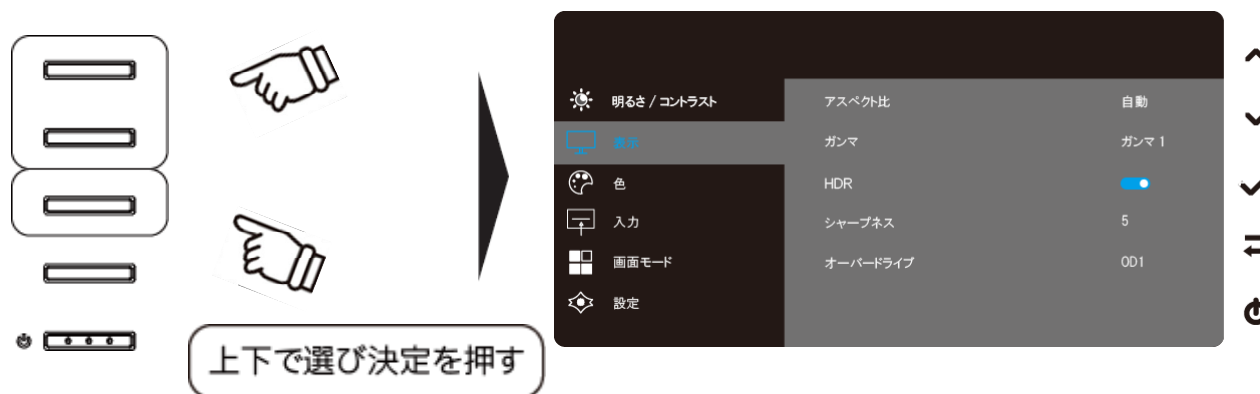 明るさ / コントラスト
アスペクト比 自動
表示
ガンマ ガンマ 1
色
HDR
入力
シャープネス 5
画面モード
オーバードライブ OD1
設定
上下で選び決定を押す